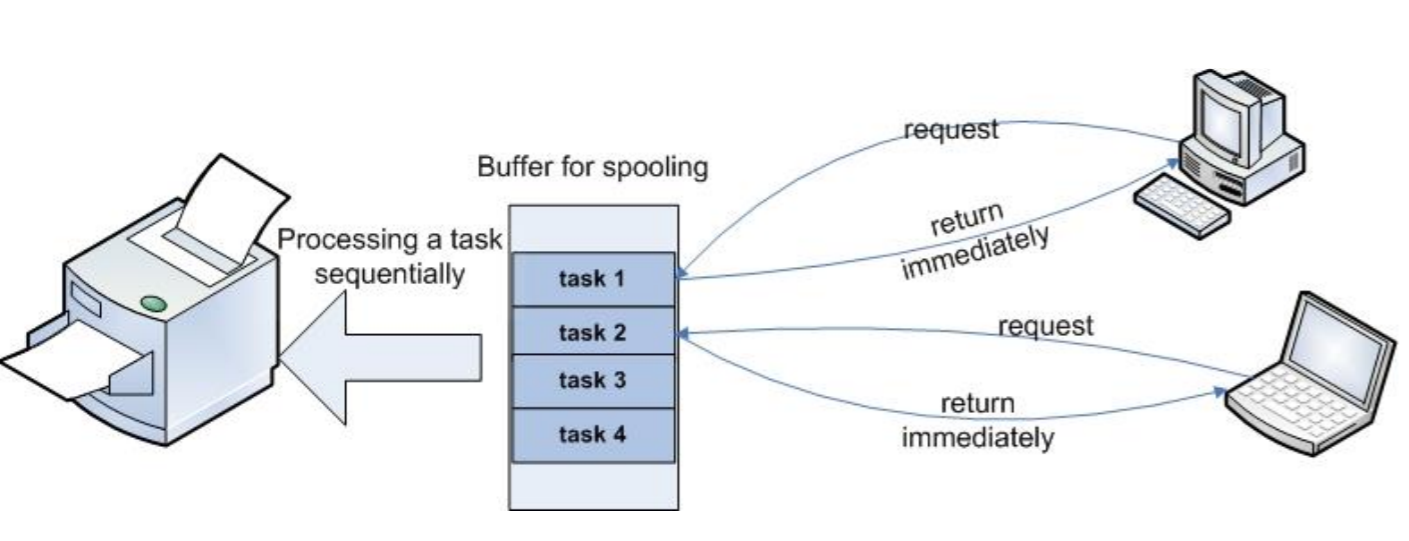 Processing a task
sequentially
Buffer for spooling
task 1
task 2
task 3
task 4
request
return
immediately
request
return
immediately